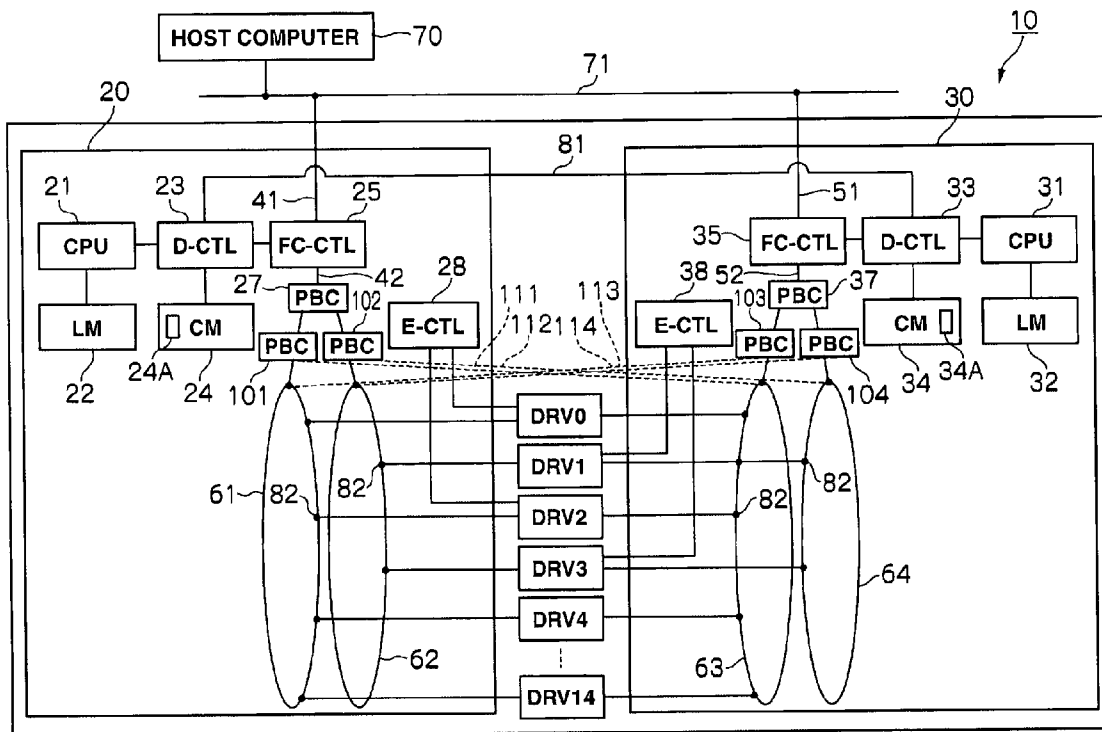 HOST COMPUTER 70 10
71
20 30
81
21 23 41 25 51 33 31
CPU D-CTL FC-CTL 35 FC-CTL D-CTL CPU
42 28 38 52
27 PBC 102 111 113 103 PBC 37
LM CM E-CTL 112 114 E-CTL CM LM
24A PBC PBC PBC PBC 34A
22 24 101 104 34 32
DRV0
DRV1
61 82 82 82 82
DRV2
DRV3 64
DRV4
62 63
DRV14